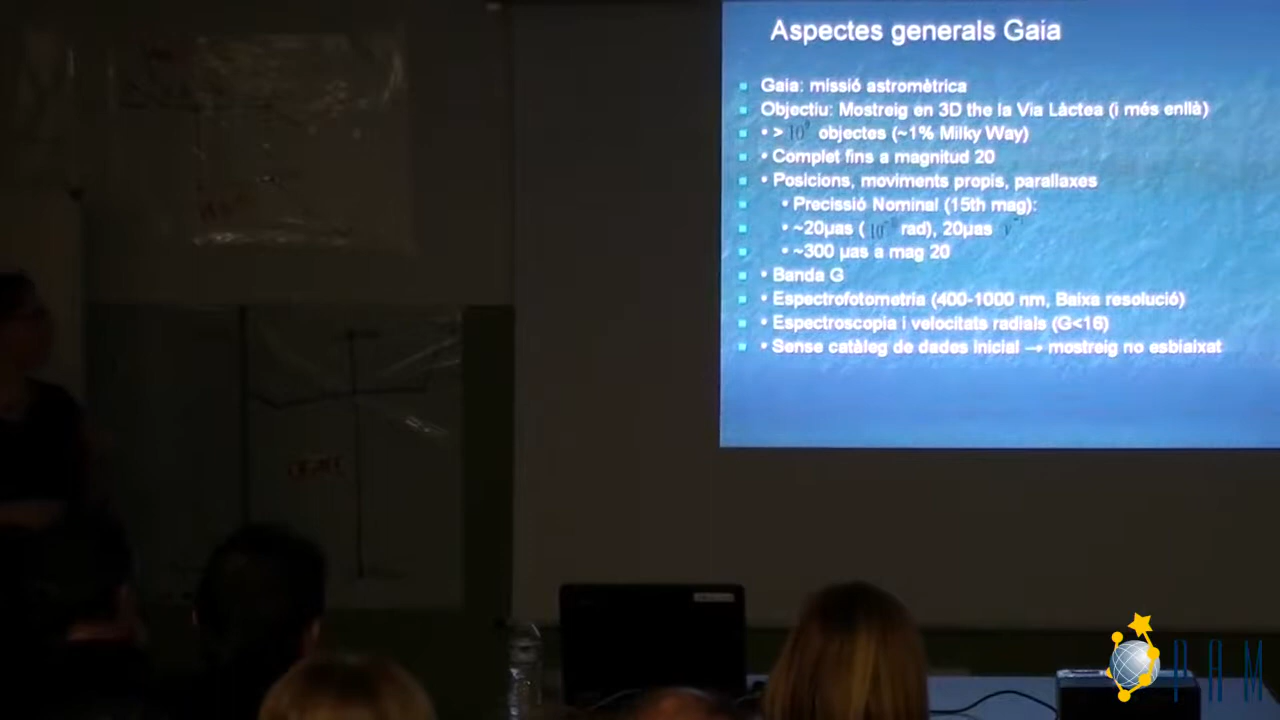 Aspectes generals Gaia
Gaia: missió astromètrica
Objectiu: Mostreig en 3D the la Via Làctea (i més enllà)
• > 10⁹ objectes (~1% Milky Way)
• Complet fins a magnitud 20
• Posicions, moviments propis, parallaxes
• Precissió Nominal (15th mag):
• ~20µas ( 10 rad), 20µas
• ~300 µas a mag 20
• Banda G
• Espectrofotometria (400-1000 nm, Baixa resolució)
• Espectroscopia i velocitats radials (G<16)
• Sense catàleg de dades inicial → mostreig no esbiaixat
PAM